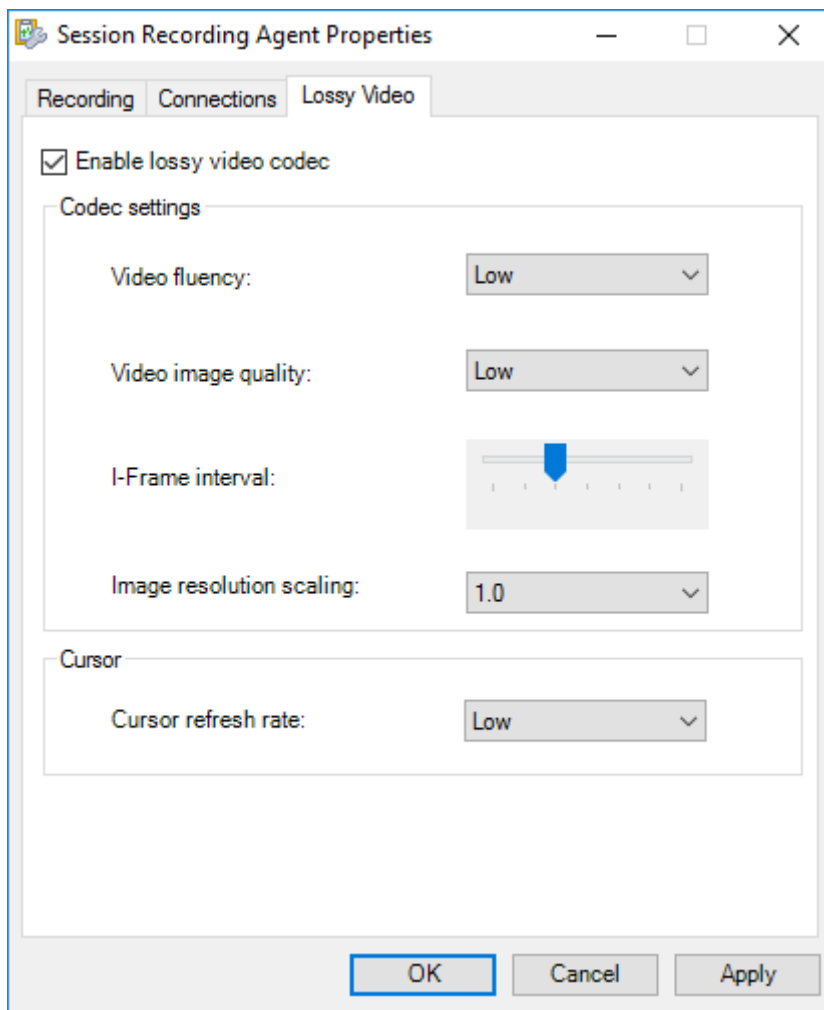 Session Recording Agent Properties
Recording Connections Lossy Video
Enable lossy video codec
Codec settings
Video fluency: Low
Video image quality: Low
I-Frame interval:
Image resolution scaling: 1.0
Cursor
Cursor refresh rate: Low
OK Cancel Apply